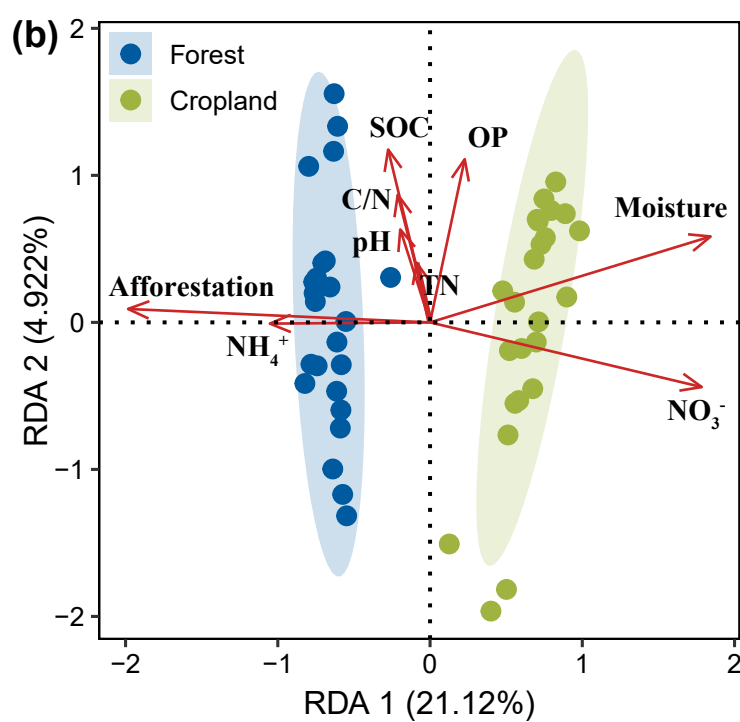 (b)
Forest
Cropland
SOC
OP
C/N
Moisture
pH
TN
Afforestation
NH₄⁺
NO₃⁻
2
1
0
−1
−2
RDA 2 (4.922%)
−2
−1
0
1
2
RDA 1 (21.12%)